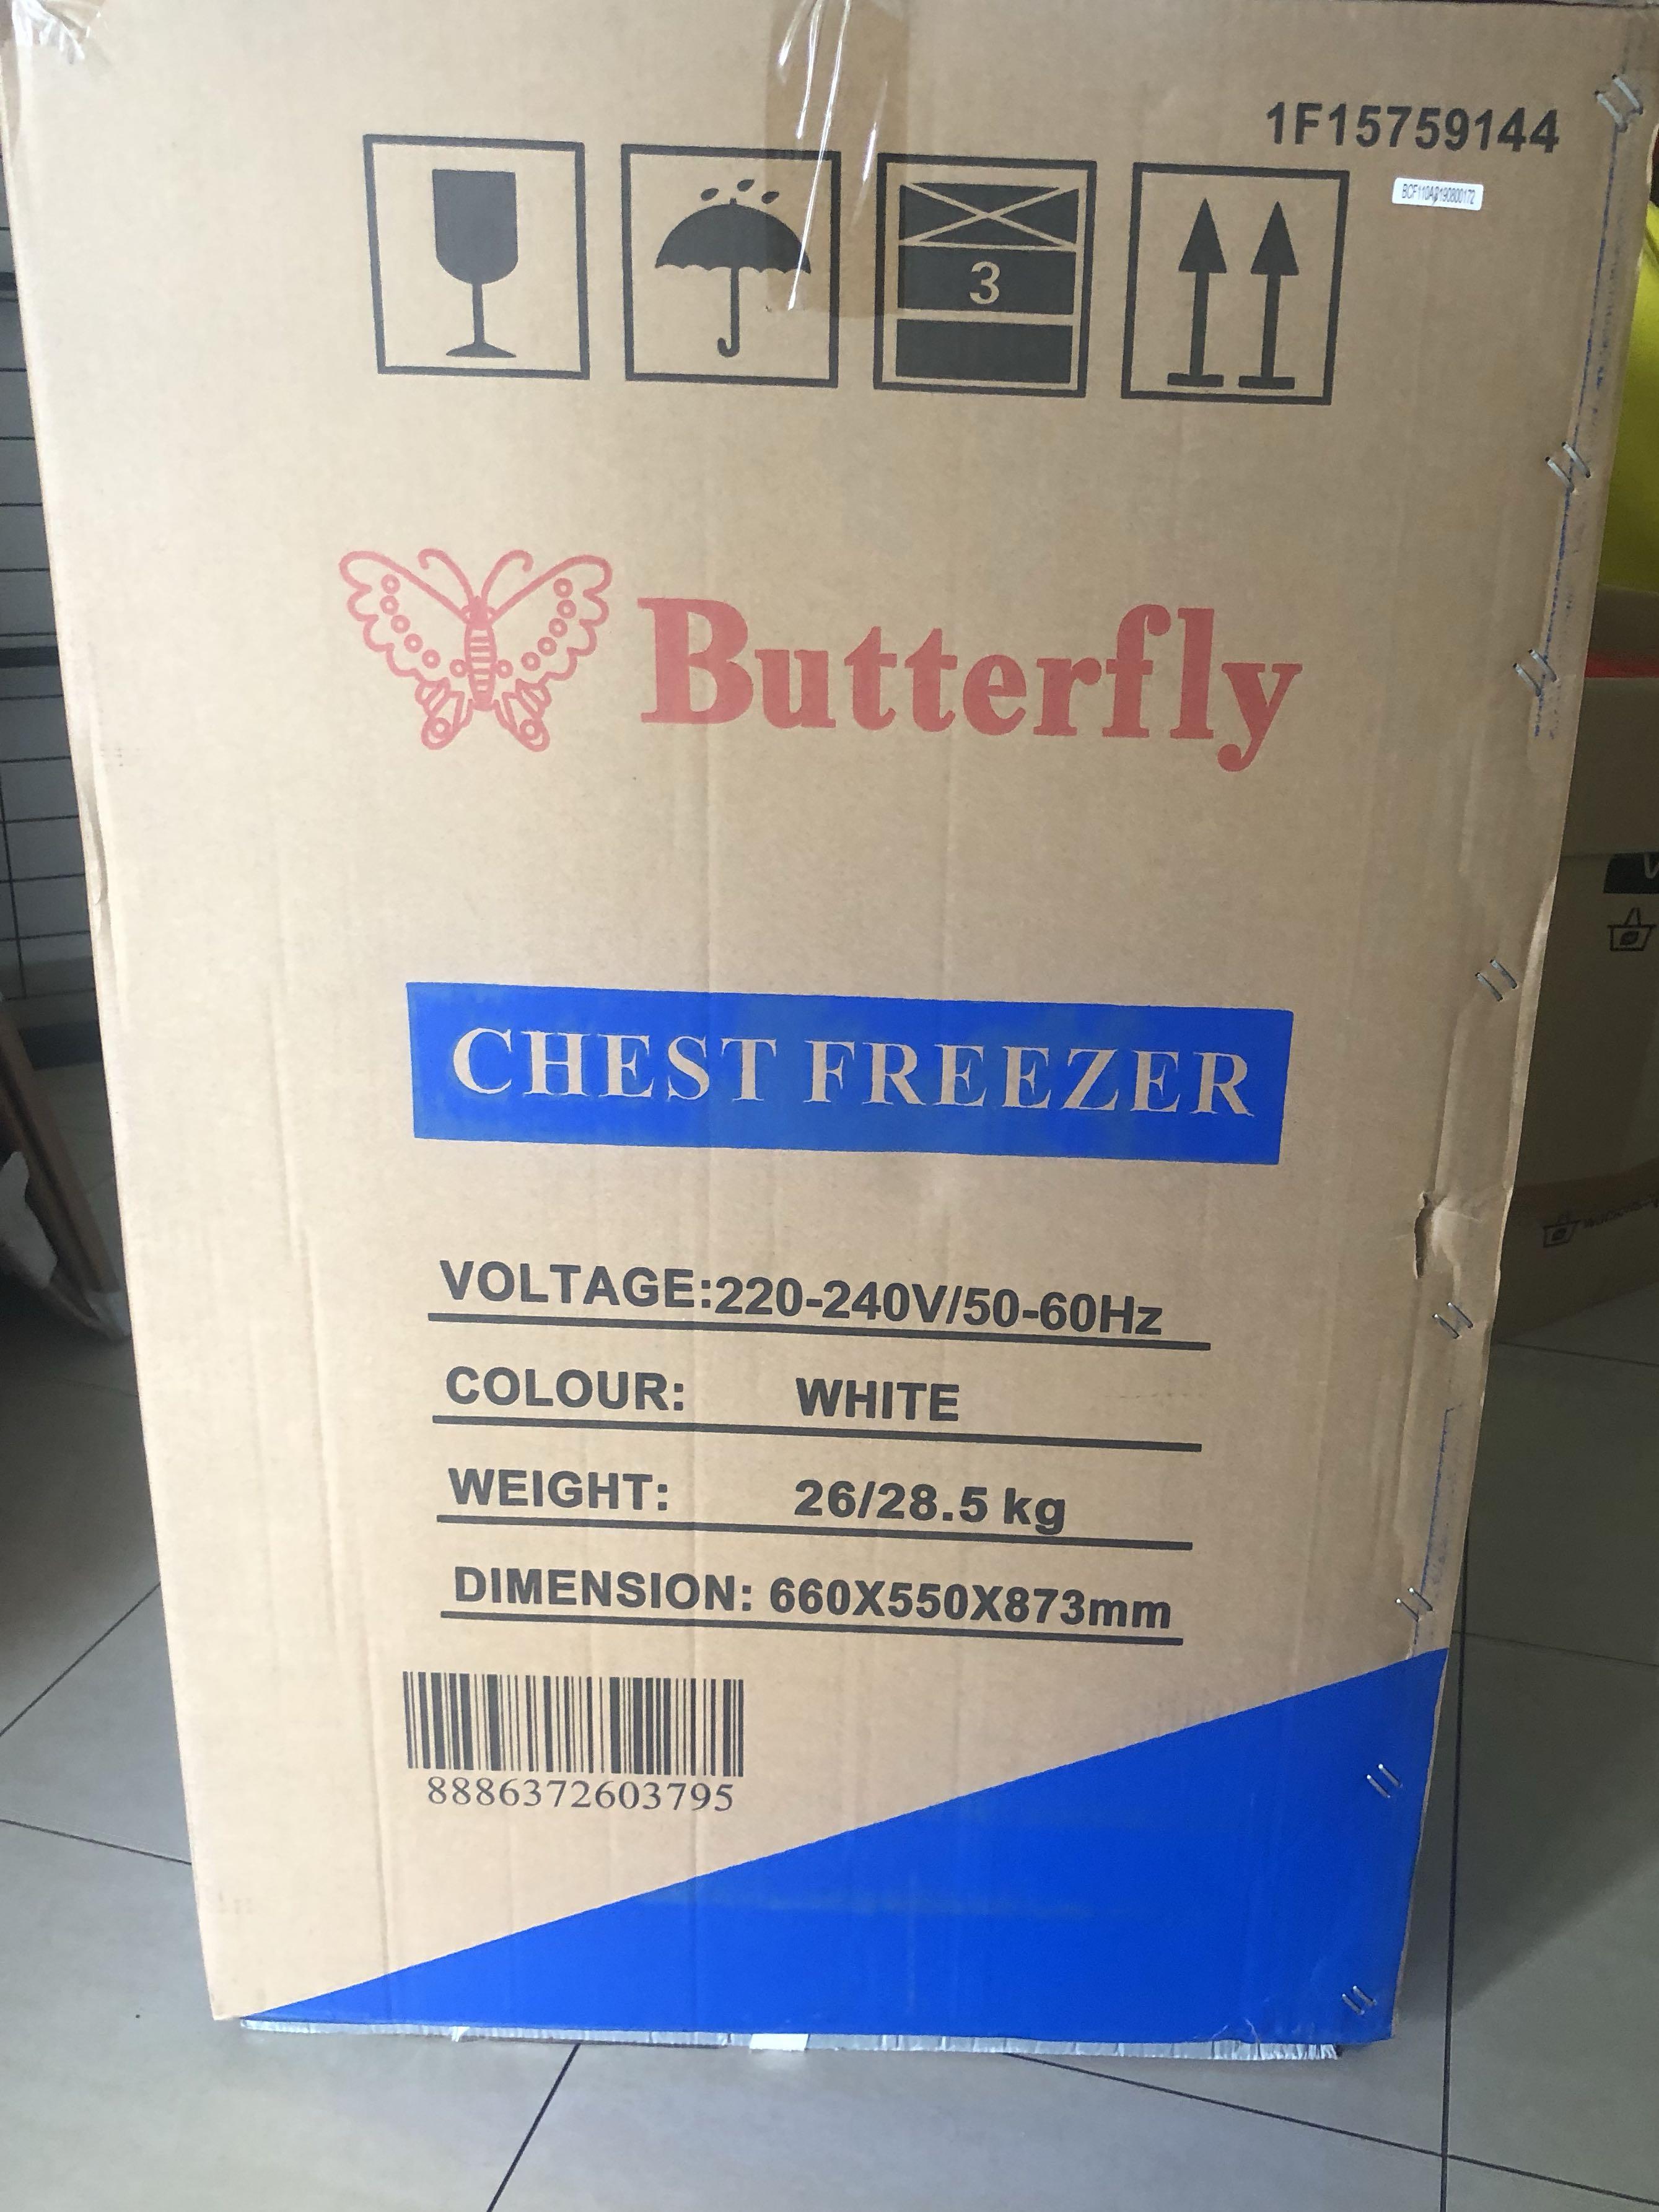 1F15759144
3
Butterfly
CHEST FREEZER
VOLTAGE:220-240V/50-60Hz
COLOUR: WHITE
WEIGHT: 26/28.5 kg
DIMENSION: 660X550X873mm
8886372603795